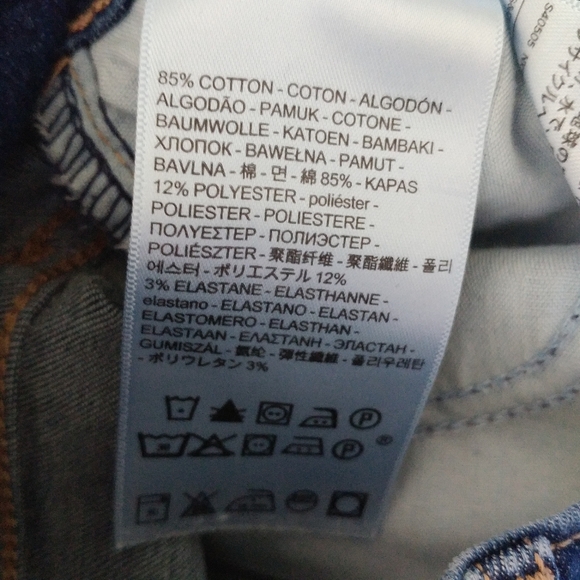 85% COTTON - COTON - ALGODÓN -
ALGODÃO - PAMUK - COTONE -
BAUMWOLLE - KATOEN - BAMBAKI -
ХЛОПОК - BAWEŁNA - PAMUT -
BAVLNA - 棉 - 면 - 綿 85% - KAPAS
12% POLYESTER - poliéster -
POLIESTER - POLIESTERE -
ΠΟΛΥΕΣΤΕΡ - ПОЛИЭСТЕР -
POLIÉSZTER - 聚酯纤维 - 聚酯纖維 - 폴리
에스터 - ポリエステル 12%
3% ELASTANE - ELASTHANNE -
elastano - ELASTANO - ELASTAN -
ELASTOMERO - ELASTHAN -
ELASTAAN - ΕΛΑΣΤΑΝΗ - ЭЛАСТАН -
GUMISZÁL - 氨纶 - 彈性纖維 - 폴리우레탄
- ポリウレタン 3%
P
P ®
S40505